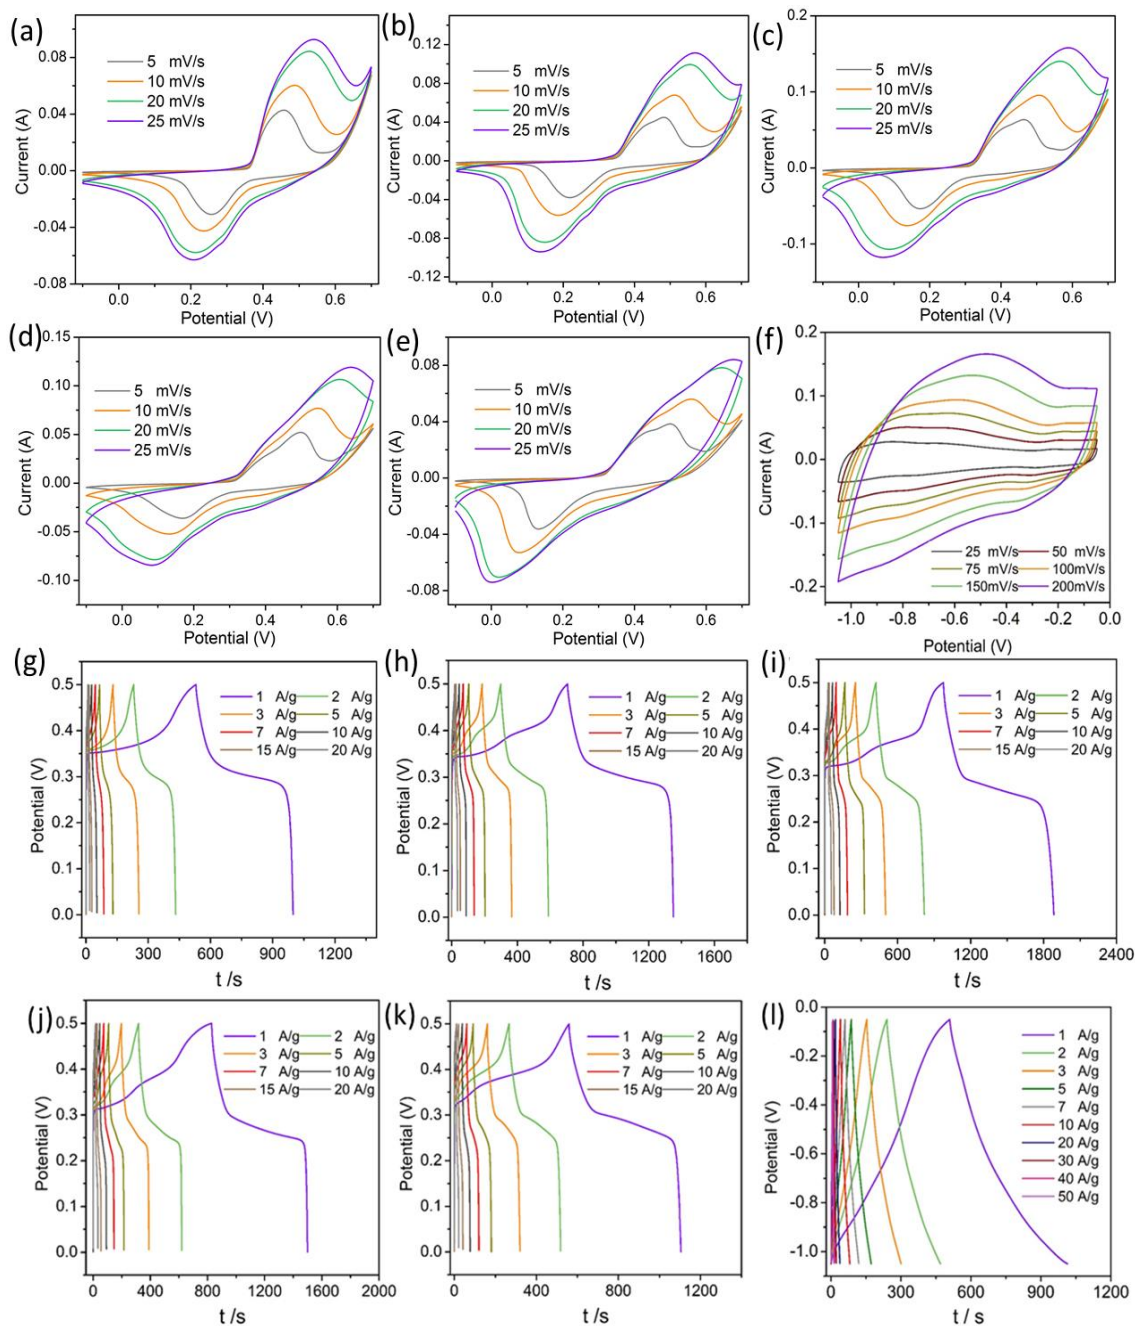 (a)
5 mV/s
10 mV/s
20 mV/s
25 mV/s
0.08
0.04
0.00
-0.04
-0.08
0.0 0.2 0.4 0.6
Current (A)
Potential (V)
(b)
5 mV/s
10 mV/s
20 mV/s
25 mV/s
0.12
0.08
0.04
0.00
-0.04
-0.08
-0.12
0.0 0.2 0.4 0.6
Current (A)
Potential (V)
(c)
5 mV/s
10 mV/s
20 mV/s
25 mV/s
0.2
0.1
0.0
-0.1
0.0 0.2 0.4 0.6
Current (A)
Potential (V)
(d)
5 mV/s
10 mV/s
20 mV/s
25 mV/s
0.15
0.10
0.05
0.00
-0.05
-0.10
0.0 0.2 0.4 0.6
Current (A)
Potential (V)
(e)
5 mV/s
10 mV/s
20 mV/s
25 mV/s
0.08
0.04
0.00
-0.04
-0.08
0.0 0.2 0.4 0.6
Current (A)
Potential (V)
(f)
0.2
0.1
0.0
-0.1
-0.2
25 mV/s 50 mV/s
75 mV/s 100mV/s
150mV/s 200mV/s
-1.0 -0.8 -0.6 -0.4 -0.2 0.0
Current (A)
Potential (V)
(g)
1 A/g 2 A/g
3 A/g 5 A/g
7 A/g 10 A/g
15 A/g 20 A/g
0.5
0.4
0.3
0.2
0.1
0.0
0 300 600 900 1200
Potential (V)
t /s
(h)
1 A/g 2 A/g
3 A/g 5 A/g
7 A/g 10 A/g
15 A/g 20 A/g
0.5
0.4
0.3
0.2
0.1
0.0
0 400 800 1200 1600
Potential (V)
t /s
(i)
1 A/g 2 A/g
3 A/g 5 A/g
7 A/g 10 A/g
15 A/g 20 A/g
0.5
0.4
0.3
0.2
0.1
0.0
0 600 1200 1800 2400
Potential (V)
t /s
(j)
1 A/g 2 A/g
3 A/g 5 A/g
7 A/g 10 A/g
15 A/g 20 A/g
0.5
0.4
0.3
0.2
0.1
0.0
0 400 800 1200 1600 2000
Potential (V)
t /s
(k)
1 A/g 2 A/g
3 A/g 5 A/g
7 A/g 10 A/g
15 A/g 20 A/g
0.5
0.4
0.3
0.2
0.1
0.0
0 300 600 900 1200
Potential (V)
t /s
(l)
1 A/g
2 A/g
3 A/g
5 A/g
7 A/g
10 A/g
20 A/g
30 A/g
40 A/g
50 A/g
0.0
-0.2
-0.4
-0.6
-0.8
-1.0
0 200 400 600 800 1000 1200
Potential (V)
t /s